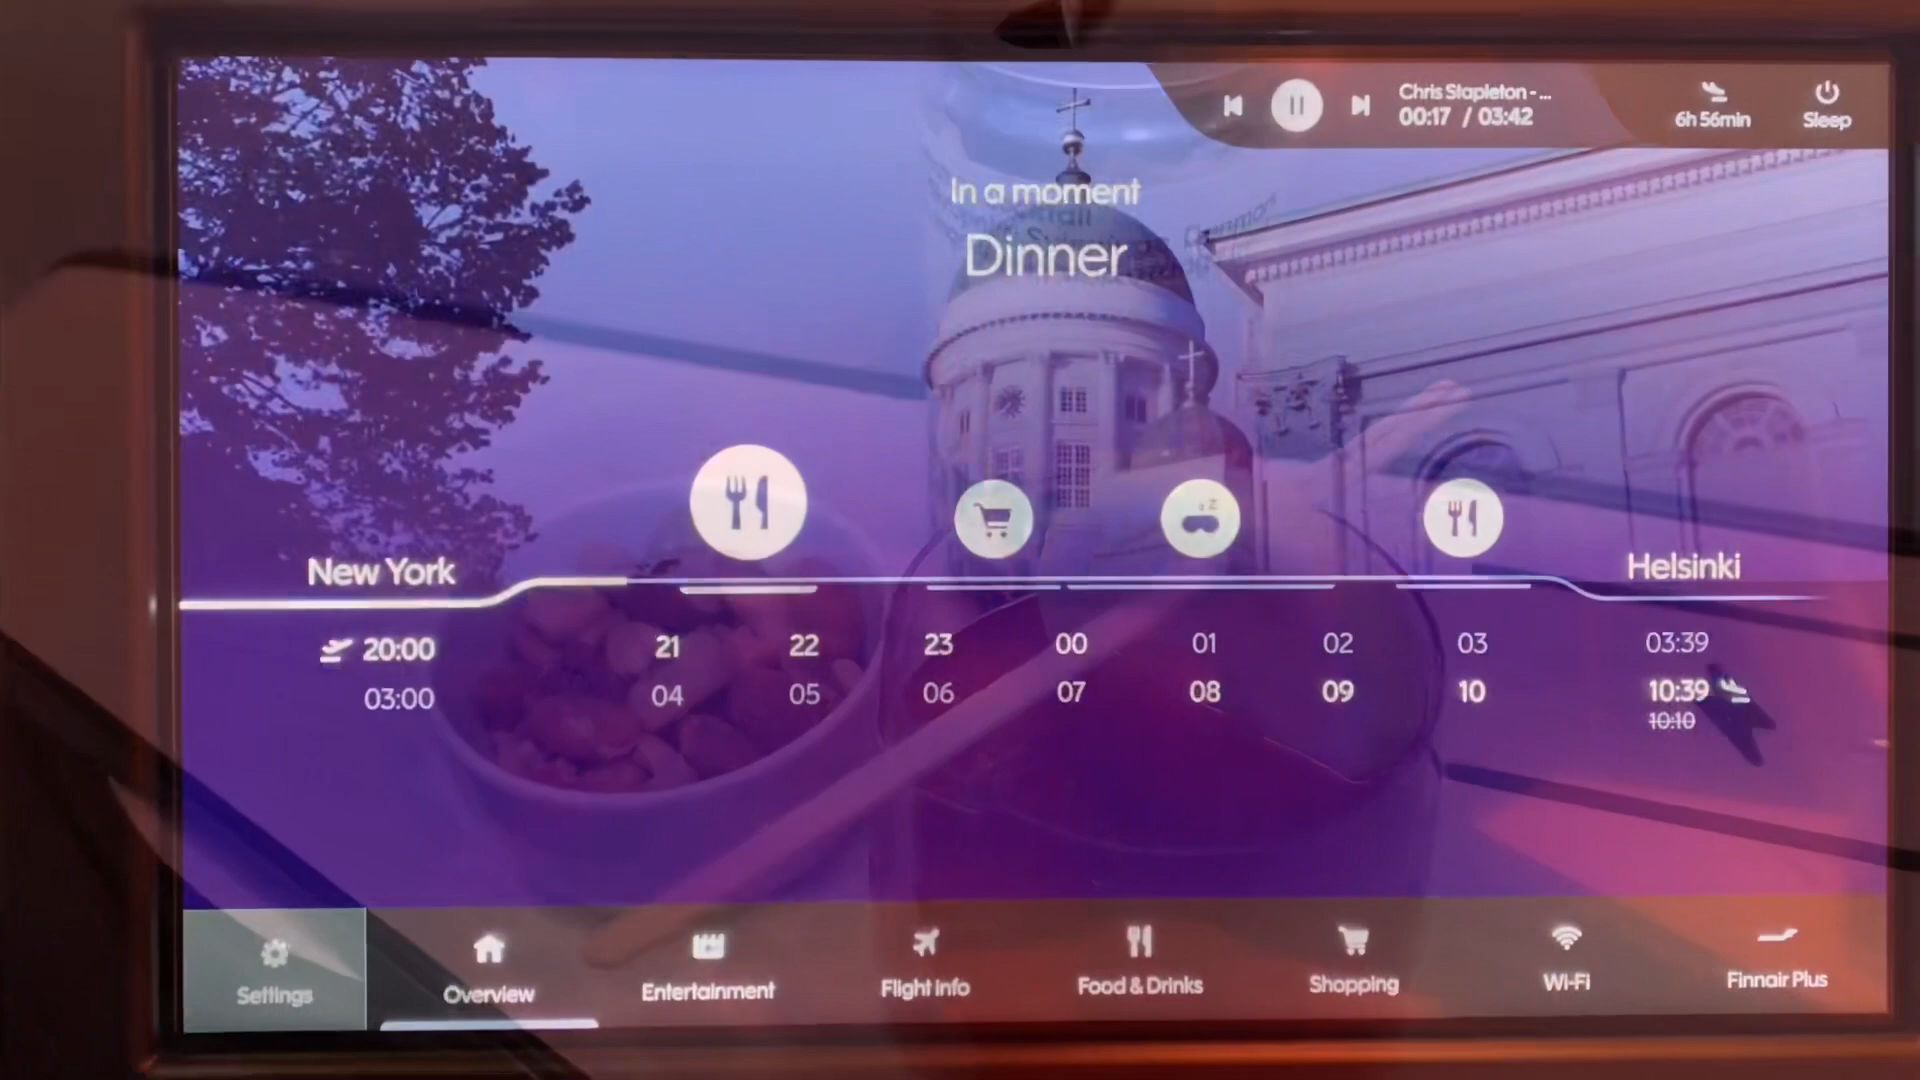 Chris Stapleton - ...
00:17 / 03:42
6h 56min
Sleep
In a moment
Dinner
New York
Helsinki
20:00 21 22 23 00 01 02 03 03:39
03:00 04 05 06 07 08 09 10 10:39
10:10
Settings
Overview
Entertainment
Flight Info
Food & Drinks
Shopping
Wi-Fi
Finnair Plus